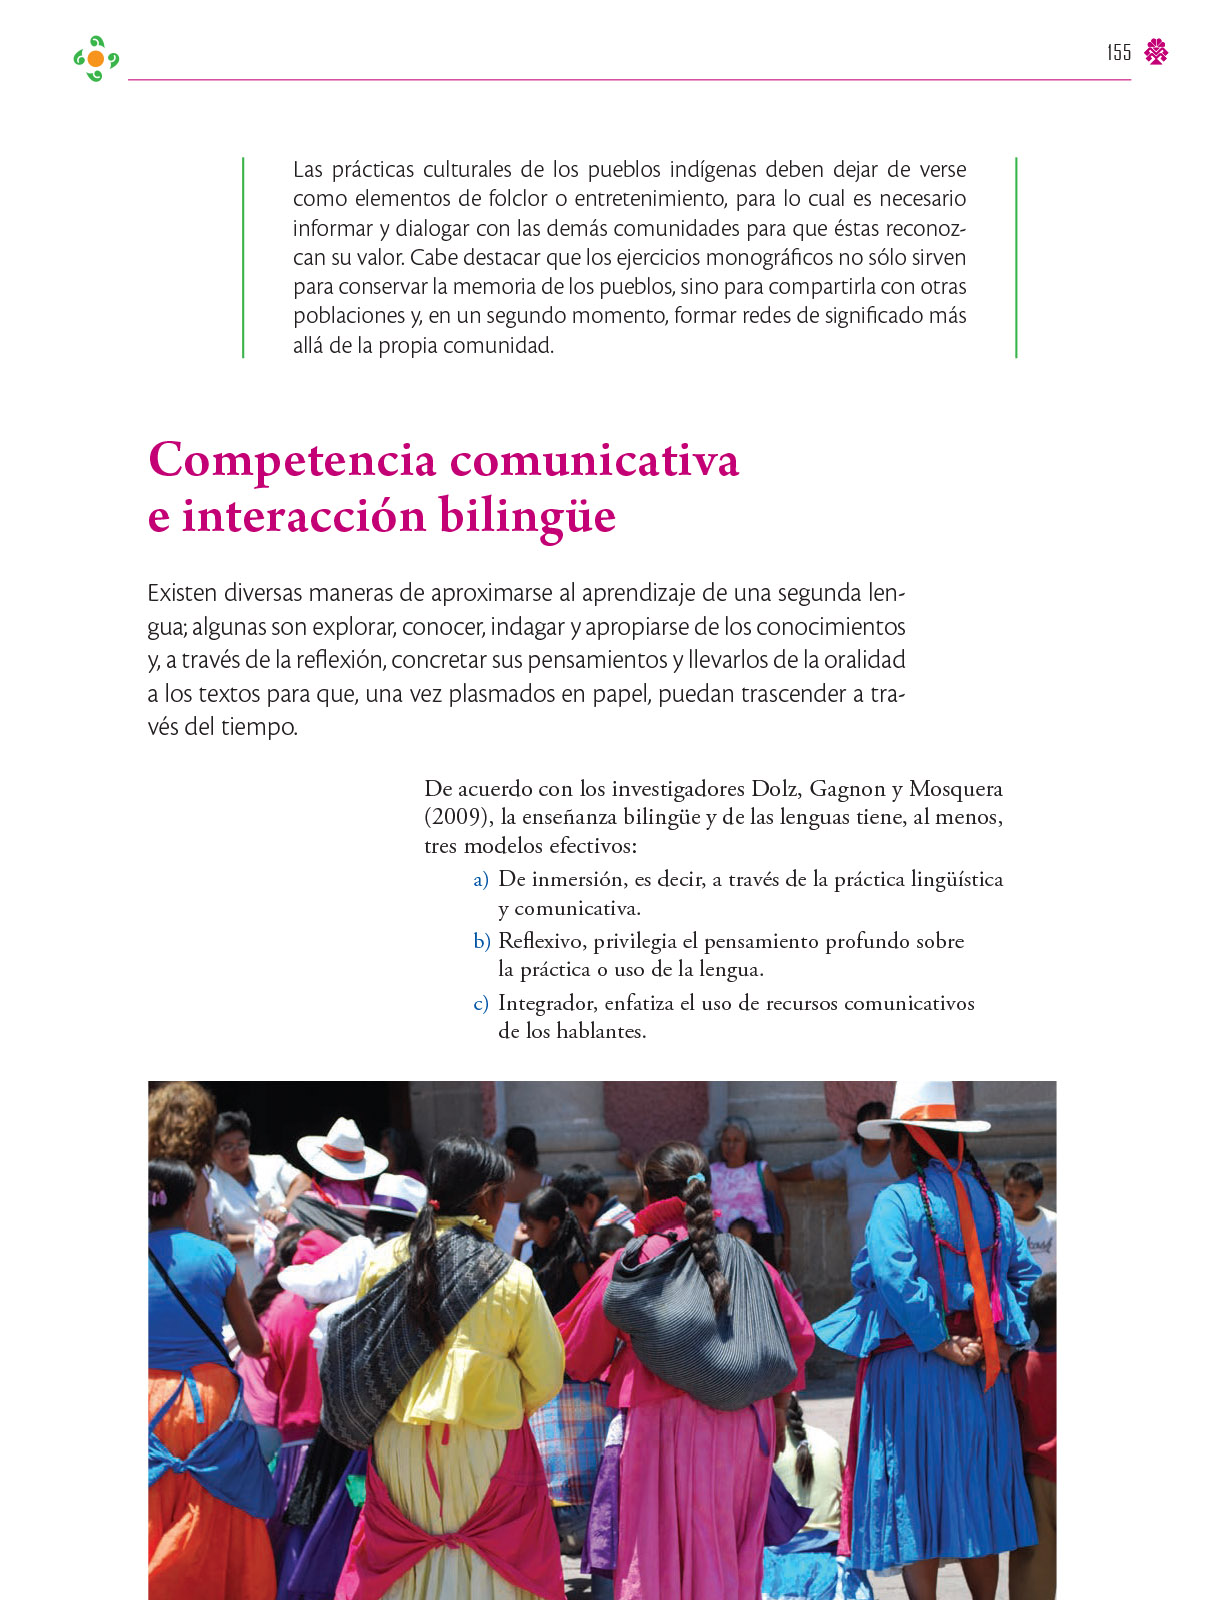 155
Las prácticas culturales de los pueblos indígenas deben dejar de verse
como elementos de folclor o entretenimiento, para lo cual es necesario
informar y dialogar con las demás comunidades para que éstas reconoz-
can su valor. Cabe destacar que los ejercicios monográficos no sólo sirven
para conservar la memoria de los pueblos, sino para compartirla con otras
poblaciones y, en un segundo momento, formar redes de significado más
allá de la propia comunidad.
Competencia comunicativa
e interacción bilingüe
Existen diversas maneras de aproximarse al aprendizaje de una segunda len-
gua; algunas son explorar, conocer, indagar y apropiarse de los conocimientos
y, a través de la reflexión, concretar sus pensamientos y llevarlos de la oralidad
a los textos para que, una vez plasmados en papel, puedan trascender a tra-
vés del tiempo.
De acuerdo con los investigadores Dolz, Gagnon y Mosquera
(2009), la enseñanza bilingüe y de las lenguas tiene, al menos,
tres modelos efectivos:
a) De inmersión, es decir, a través de la práctica lingüística
y comunicativa.
b) Reflexivo, privilegia el pensamiento profundo sobre
la práctica o uso de la lengua.
c) Integrador, enfatiza el uso de recursos comunicativos
de los hablantes.